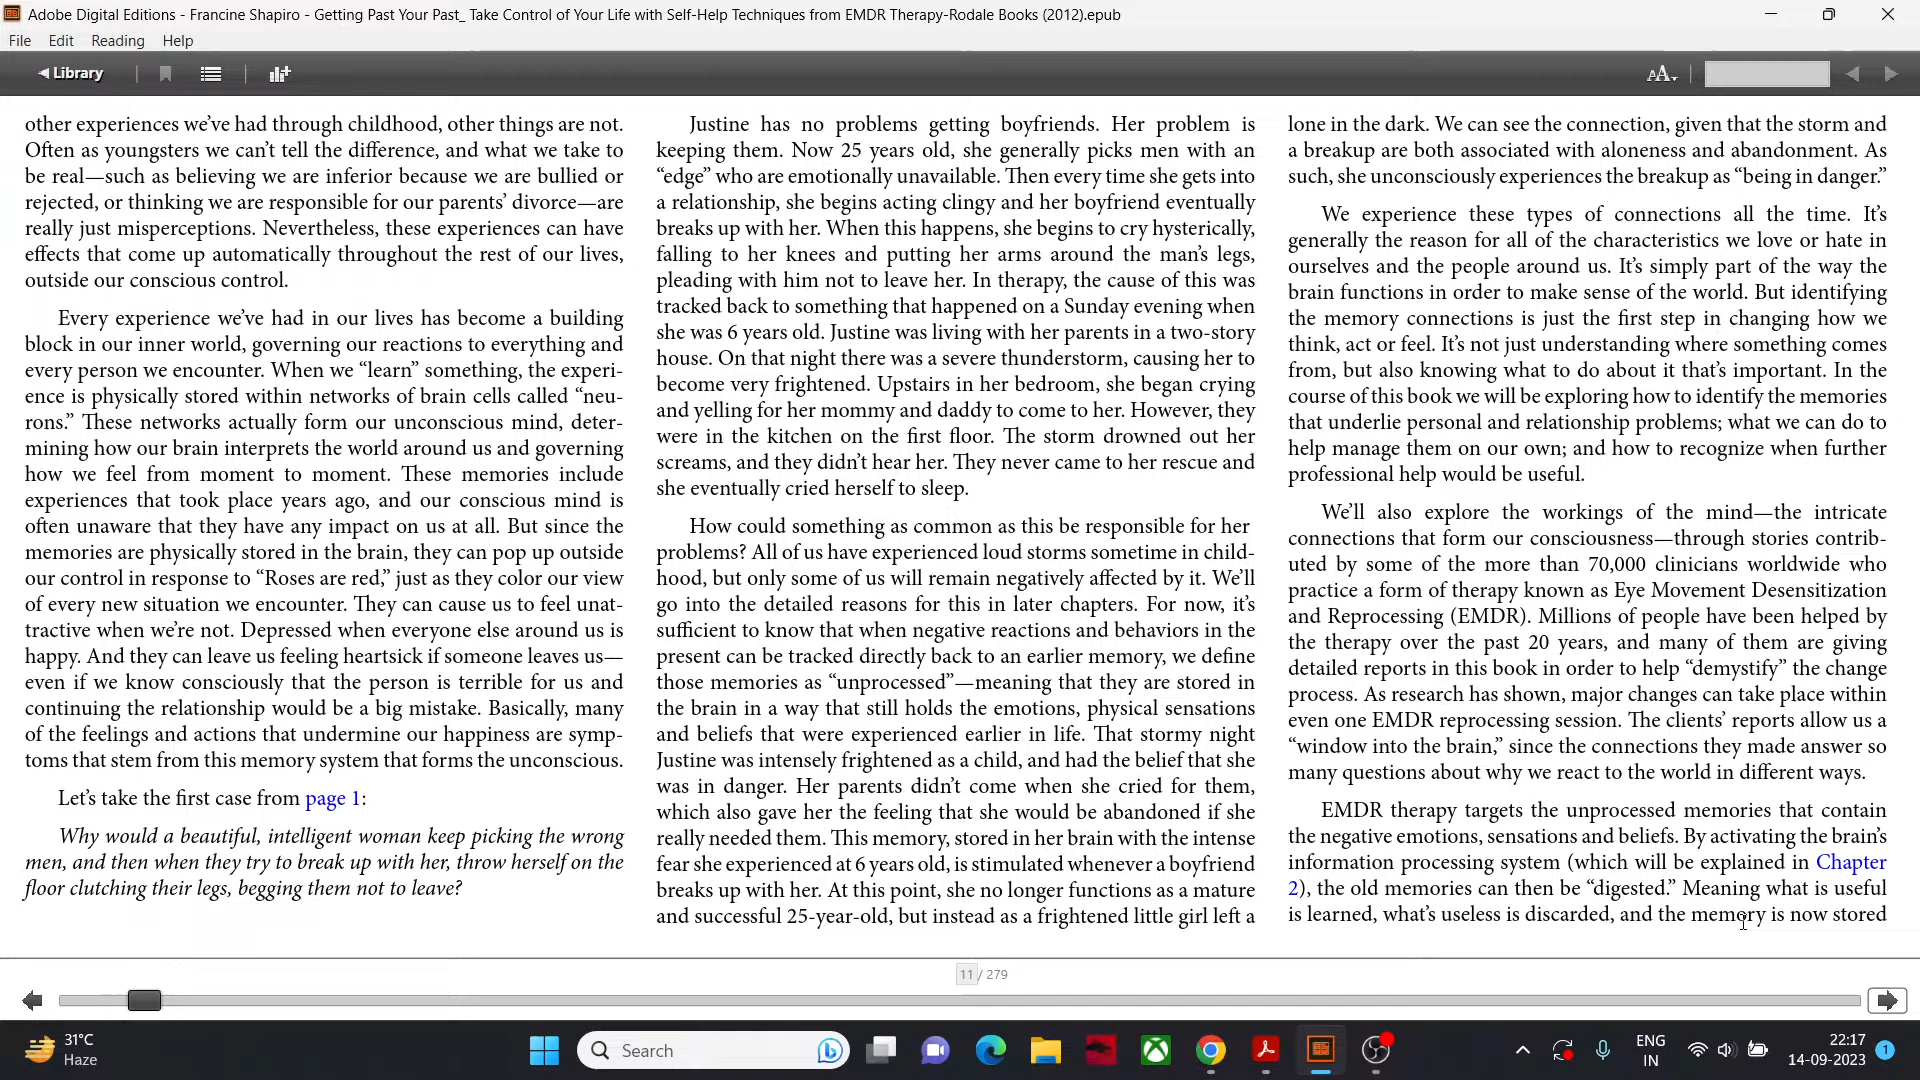 Adobe Digital Editions - Francine Shapiro - Getting Past Your Past_ Take Control of Your Life with Self-Help Techniques from EMDR Therapy-Rodale Books (2012).epub
File Edit Reading Help
Library
AA
other experiences we’ve had through childhood, other things are not.
Often as youngsters we can’t tell the difference, and what we take to
be real—such as believing we are inferior because we are bullied or
rejected, or thinking we are responsible for our parents’ divorce—are
really just misperceptions. Nevertheless, these experiences can have
effects that come up automatically throughout the rest of our lives,
outside our conscious control.
Every experience we’ve had in our lives has become a building
block in our inner world, governing our reactions to everything and
every person we encounter. When we “learn” something, the experi-
ence is physically stored within networks of brain cells called “neu-
rons.” These networks actually form our unconscious mind, deter-
mining how our brain interprets the world around us and governing
how we feel from moment to moment. These memories include
experiences that took place years ago, and our conscious mind is
often unaware that they have any impact on us at all. But since the
memories are physically stored in the brain, they can pop up outside
our control in response to “Roses are red,” just as they color our view
of every new situation we encounter. They can cause us to feel unat-
tractive when we’re not. Depressed when everyone else around us is
happy. And they can leave us feeling heartsick if someone leaves us—
even if we know consciously that the person is terrible for us and
continuing the relationship would be a big mistake. Basically, many
of the feelings and actions that undermine our happiness are symp-
toms that stem from this memory system that forms the unconscious.
Let’s take the first case from page 1:
Why would a beautiful, intelligent woman keep picking the wrong
men, and then when they try to break up with her, throw herself on the
floor clutching their legs, begging them not to leave?
Justine has no problems getting boyfriends. Her problem is
keeping them. Now 25 years old, she generally picks men with an
“edge” who are emotionally unavailable. Then every time she gets into
a relationship, she begins acting clingy and her boyfriend eventually
breaks up with her. When this happens, she begins to cry hysterically,
falling to her knees and putting her arms around the man’s legs,
pleading with him not to leave her. In therapy, the cause of this was
tracked back to something that happened on a Sunday evening when
she was 6 years old. Justine was living with her parents in a two-story
house. On that night there was a severe thunderstorm, causing her to
become very frightened. Upstairs in her bedroom, she began crying
and yelling for her mommy and daddy to come to her. However, they
were in the kitchen on the first floor. The storm drowned out her
screams, and they didn’t hear her. They never came to her rescue and
she eventually cried herself to sleep.
How could something as common as this be responsible for her
problems? All of us have experienced loud storms sometime in child-
hood, but only some of us will remain negatively affected by it. We’ll
go into the detailed reasons for this in later chapters. For now, it’s
sufficient to know that when negative reactions and behaviors in the
present can be tracked directly back to an earlier memory, we define
those memories as “unprocessed”—meaning that they are stored in
the brain in a way that still holds the emotions, physical sensations
and beliefs that were experienced earlier in life. That stormy night
Justine was intensely frightened as a child, and had the belief that she
was in danger. Her parents didn’t come when she cried for them,
which also gave her the feeling that she would be abandoned if she
really needed them. This memory, stored in her brain with the intense
fear she experienced at 6 years old, is stimulated whenever a boyfriend
breaks up with her. At this point, she no longer functions as a mature
and successful 25-year-old, but instead as a frightened little girl left a
lone in the dark. We can see the connection, given that the storm and
a breakup are both associated with aloneness and abandonment. As
such, she unconsciously experiences the breakup as “being in danger.”
We experience these types of connections all the time. It’s
generally the reason for all of the characteristics we love or hate in
ourselves and the people around us. It’s simply part of the way the
brain functions in order to make sense of the world. But identifying
the memory connections is just the first step in changing how we
think, act or feel. It’s not just understanding where something comes
from, but also knowing what to do about it that’s important. In the
course of this book we will be exploring how to identify the memories
that underlie personal and relationship problems; what we can do to
help manage them on our own; and how to recognize when further
professional help would be useful.
We’ll also explore the workings of the mind—the intricate
connections that form our consciousness—through stories contrib-
uted by some of the more than 70,000 clinicians worldwide who
practice a form of therapy known as Eye Movement Desensitization
and Reprocessing (EMDR). Millions of people have been helped by
the therapy over the past 20 years, and many of them are giving
detailed reports in this book in order to help “demystify” the change
process. As research has shown, major changes can take place within
even one EMDR reprocessing session. The clients’ reports allow us a
“window into the brain,” since the connections they made answer so
many questions about why we react to the world in different ways.
EMDR therapy targets the unprocessed memories that contain
the negative emotions, sensations and beliefs. By activating the brain’s
information processing system (which will be explained in Chapter
2), the old memories can then be “digested.” Meaning what is useful
is learned, what’s useless is discarded, and the memory is now stored
11 / 279
31°C
Haze
Search
ENG
IN
22:17
14-09-2023
1